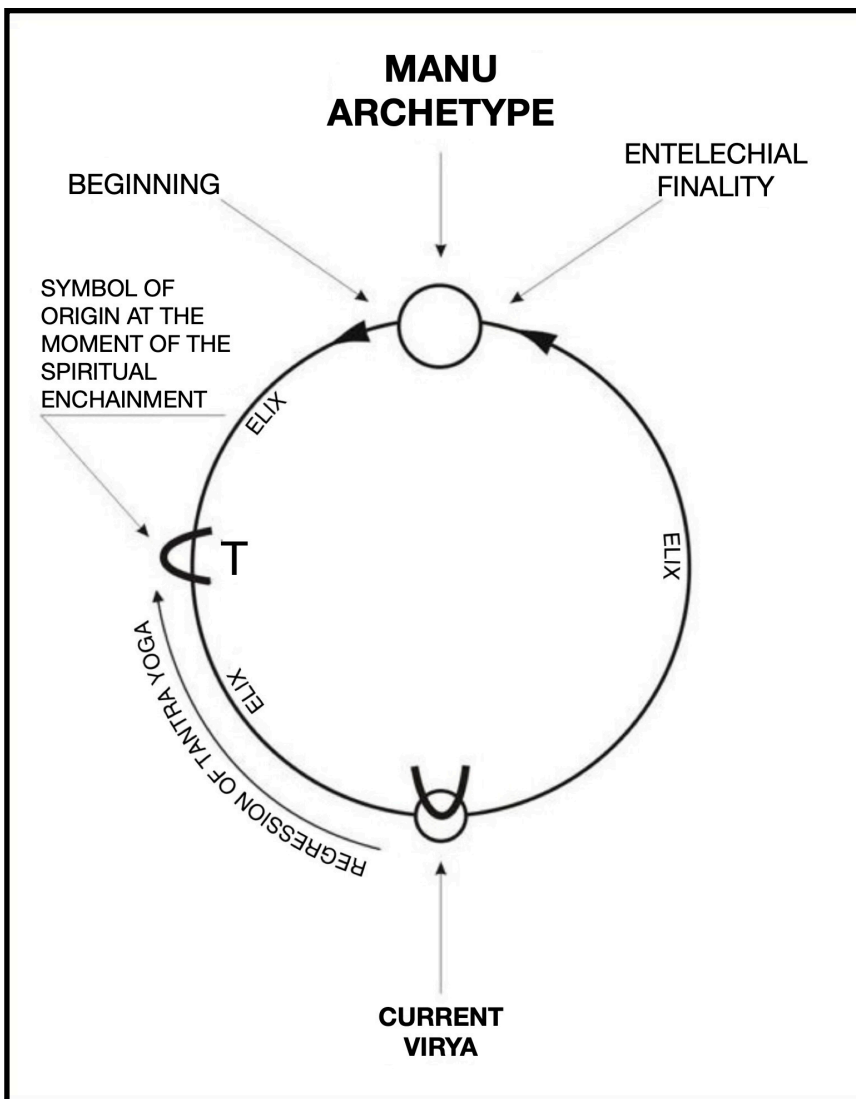 MANU
ARCHETYPE
BEGINNING
ENTELECHIAL
FINALITY
SYMBOL OF
ORIGIN AT THE
MOMENT OF THE
SPIRITUAL
ENCHAINMENT
ELIX
T
ELIX
ELIX
REGRESSION OF TANTRA YOGA
CURRENT
VIRYA